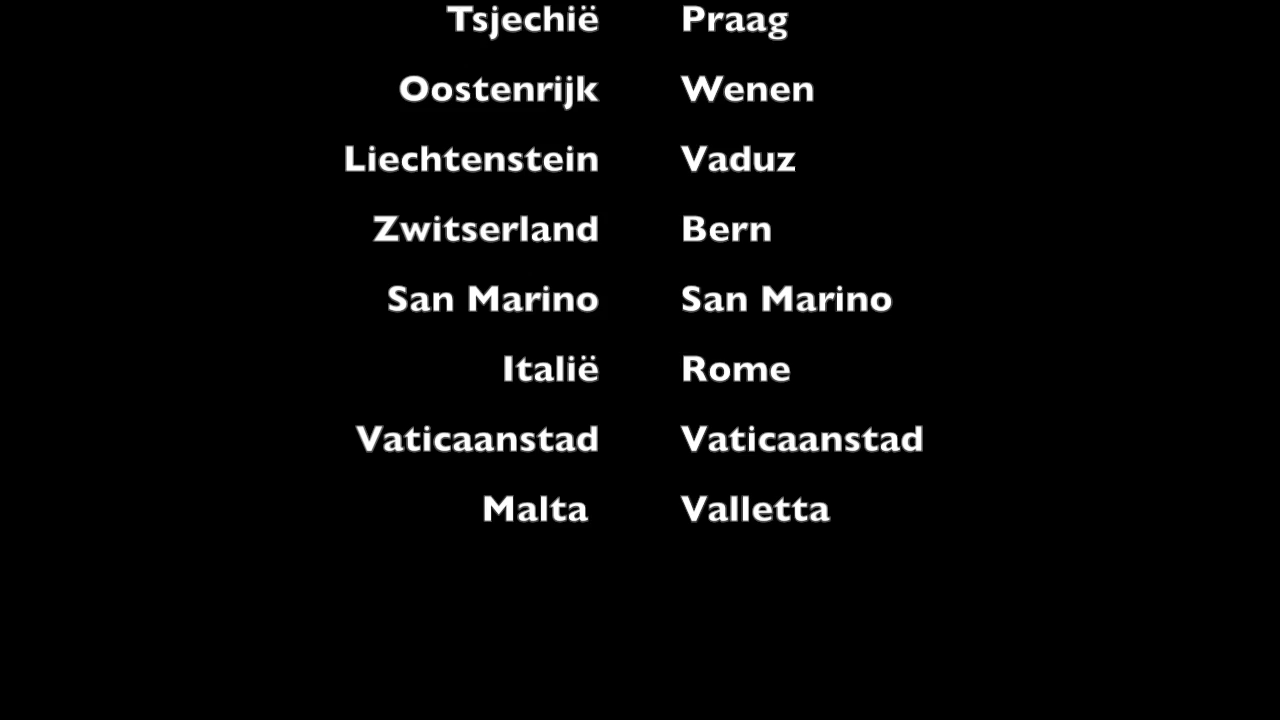 Tsjechië Praag
Oostenrijk Wenen
Liechtenstein Vaduz
Zwitserland Bern
San Marino San Marino
Italië Rome
Vaticaanstad Vaticaanstad
Malta Valletta